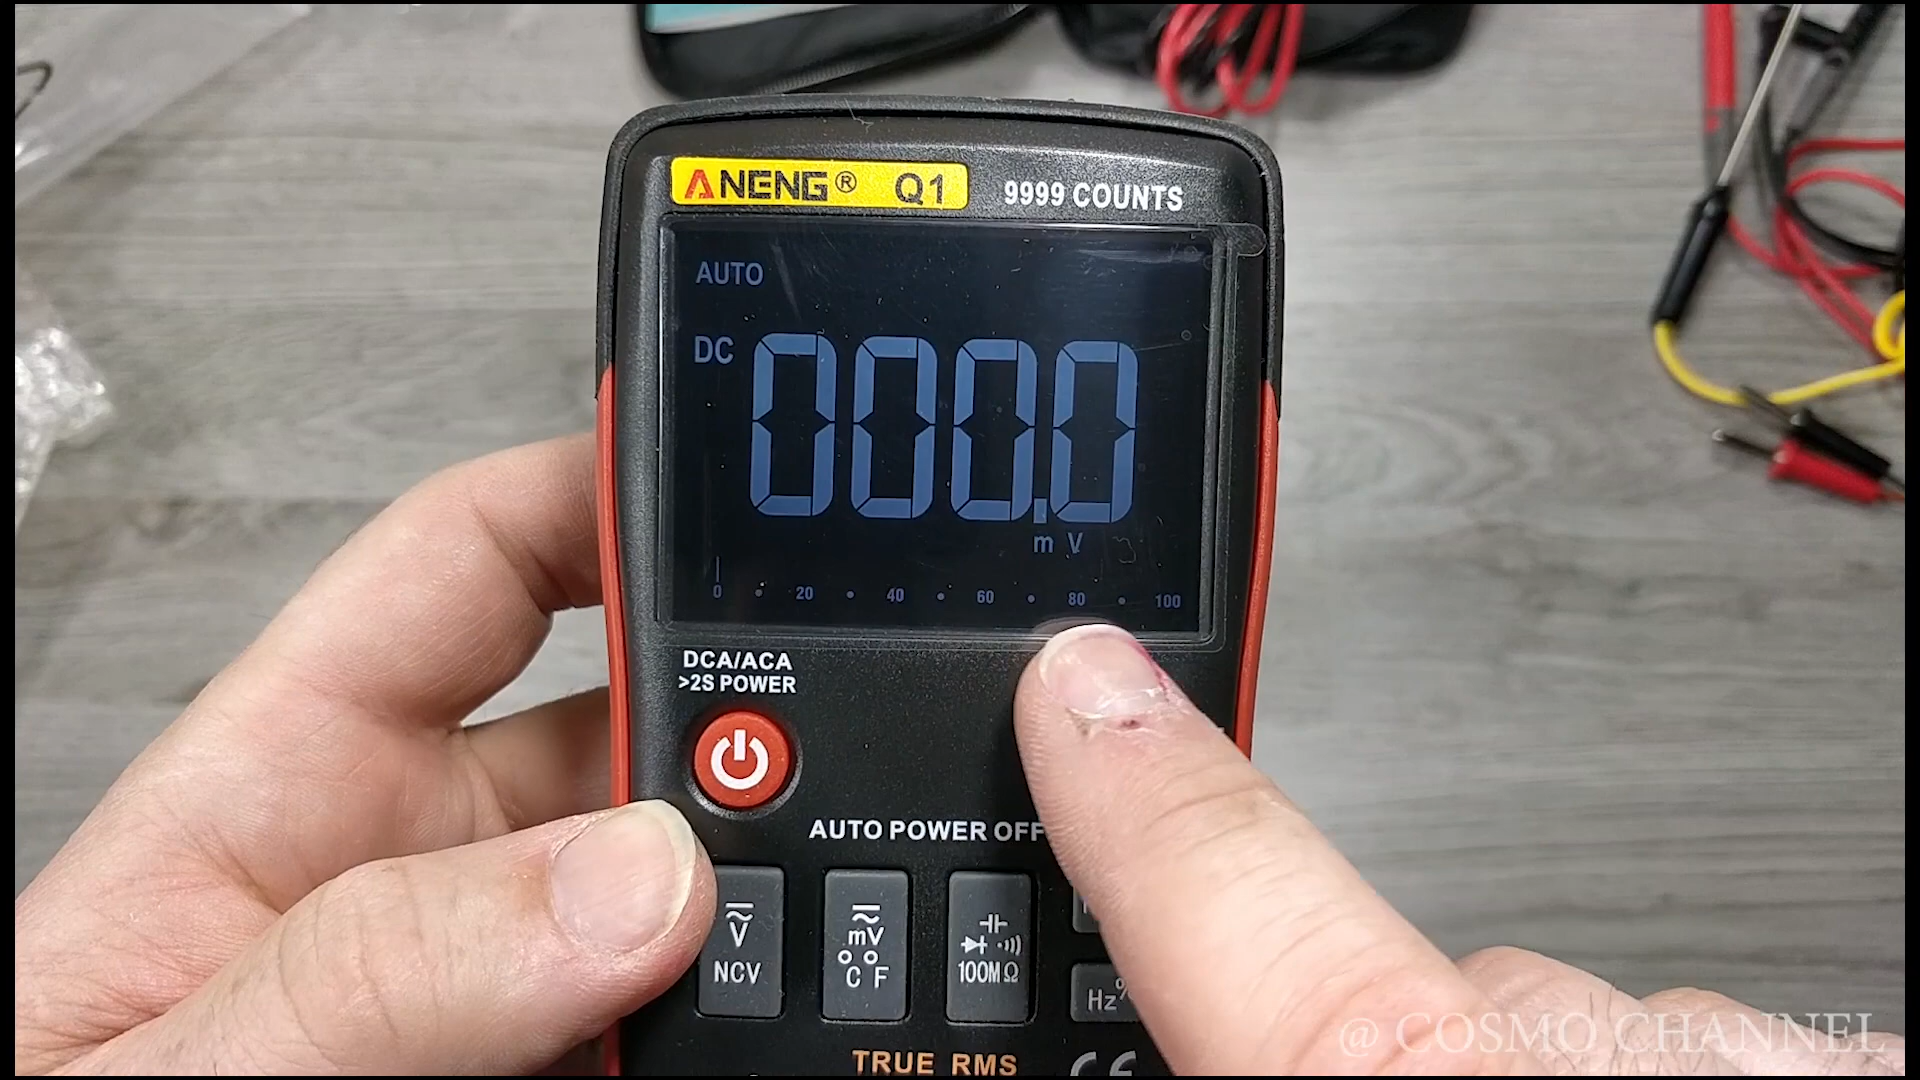 ANENG® Q1 9999 COUNTS
AUTO
DC 000.0
m V
0 20 40 60 80 100
DCA/ACA
>2S POWER
AUTO POWER OFF
V
NCV
mV
°C °F
100MΩ
Hz%
TRUE RMS
CE
@ COSMO CHANNEL